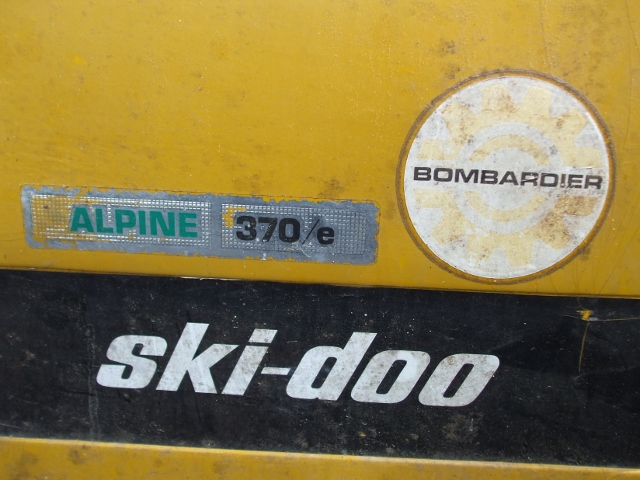 BOMBARDIER
ALPINE 370/e
ski-doo